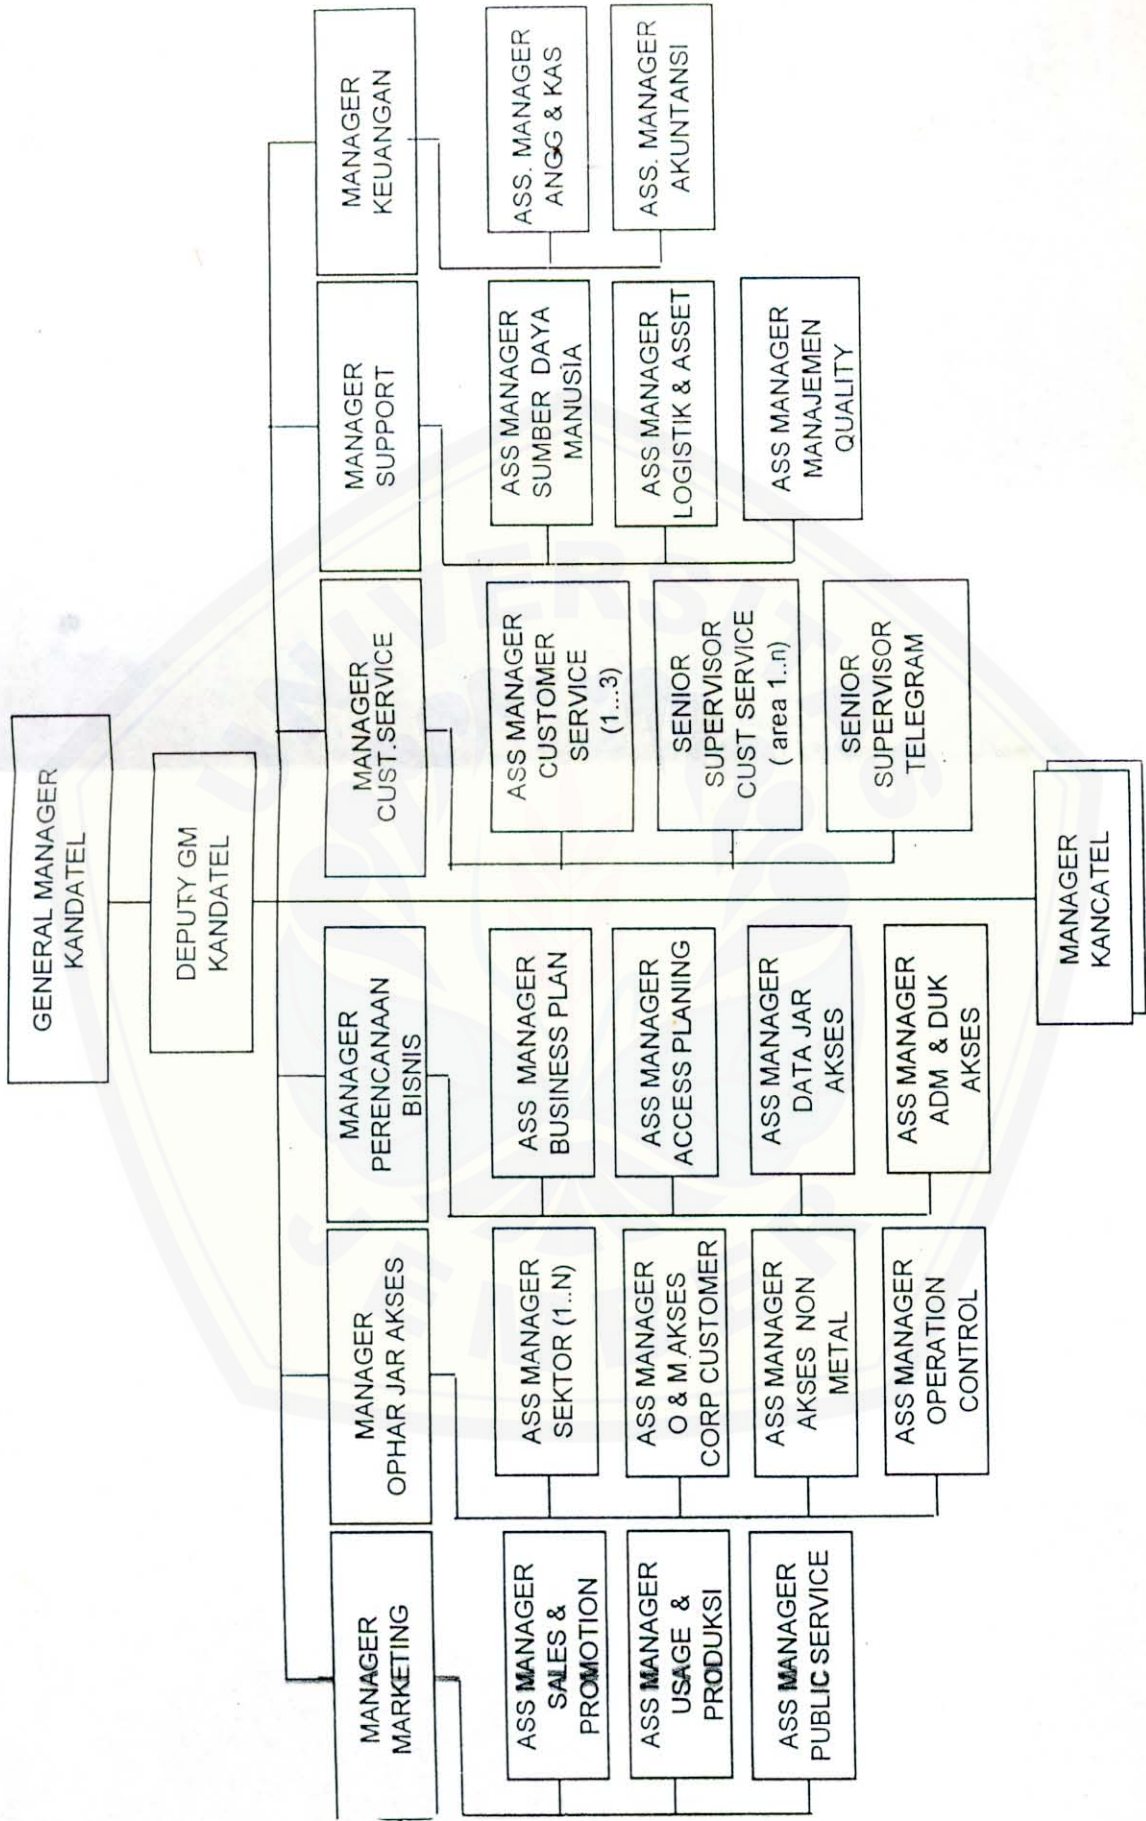 GENERAL MANAGER
KANDATEL
DEPUTY GM
KANDATEL
MANAGER
MARKETING
MANAGER
OPHAR JAR AKSES
MANAGER
PERENCANAAN
BISNIS
MANAGER
CUST.SERVICE
MANAGER
SUPPORT
MANAGER
KEUANGAN
ASS MANAGER
SALES &
PROMOTION
ASS MANAGER
USAGE &
PRODUKSI
ASS MANAGER
PUBLIC SERVICE
ASS MANAGER
SEKTOR (1..N)
ASS MANAGER
O & M AKSES
CORP CUSTOMER
ASS MANAGER
AKSES NON
METAL
ASS MANAGER
OPERATION
CONTROL
ASS MANAGER
BUSINESS PLAN
ASS MANAGER
ACCESS PLANING
ASS MANAGER
DATA JAR
AKSES
ASS MANAGER
ADM & DUK
AKSES
ASS MANAGER
CUSTOMER
SERVICE
(1...3)
SENIOR
SUPERVISOR
CUST SERVICE
( area 1..n)
SENIOR
SUPERVISOR
TELEGRAM
ASS MANAGER
SUMBER DAYA
MANUSIA
ASS MANAGER
LOGISTIK & ASSET
ASS MANAGER
MANAJEMEN
QUALITY
ASS. MANAGER
ANGG & KAS
ASS. MANAGER
AKUNTANSI
MANAGER
KANCATEL
UNIVERSITAS
JEMBER